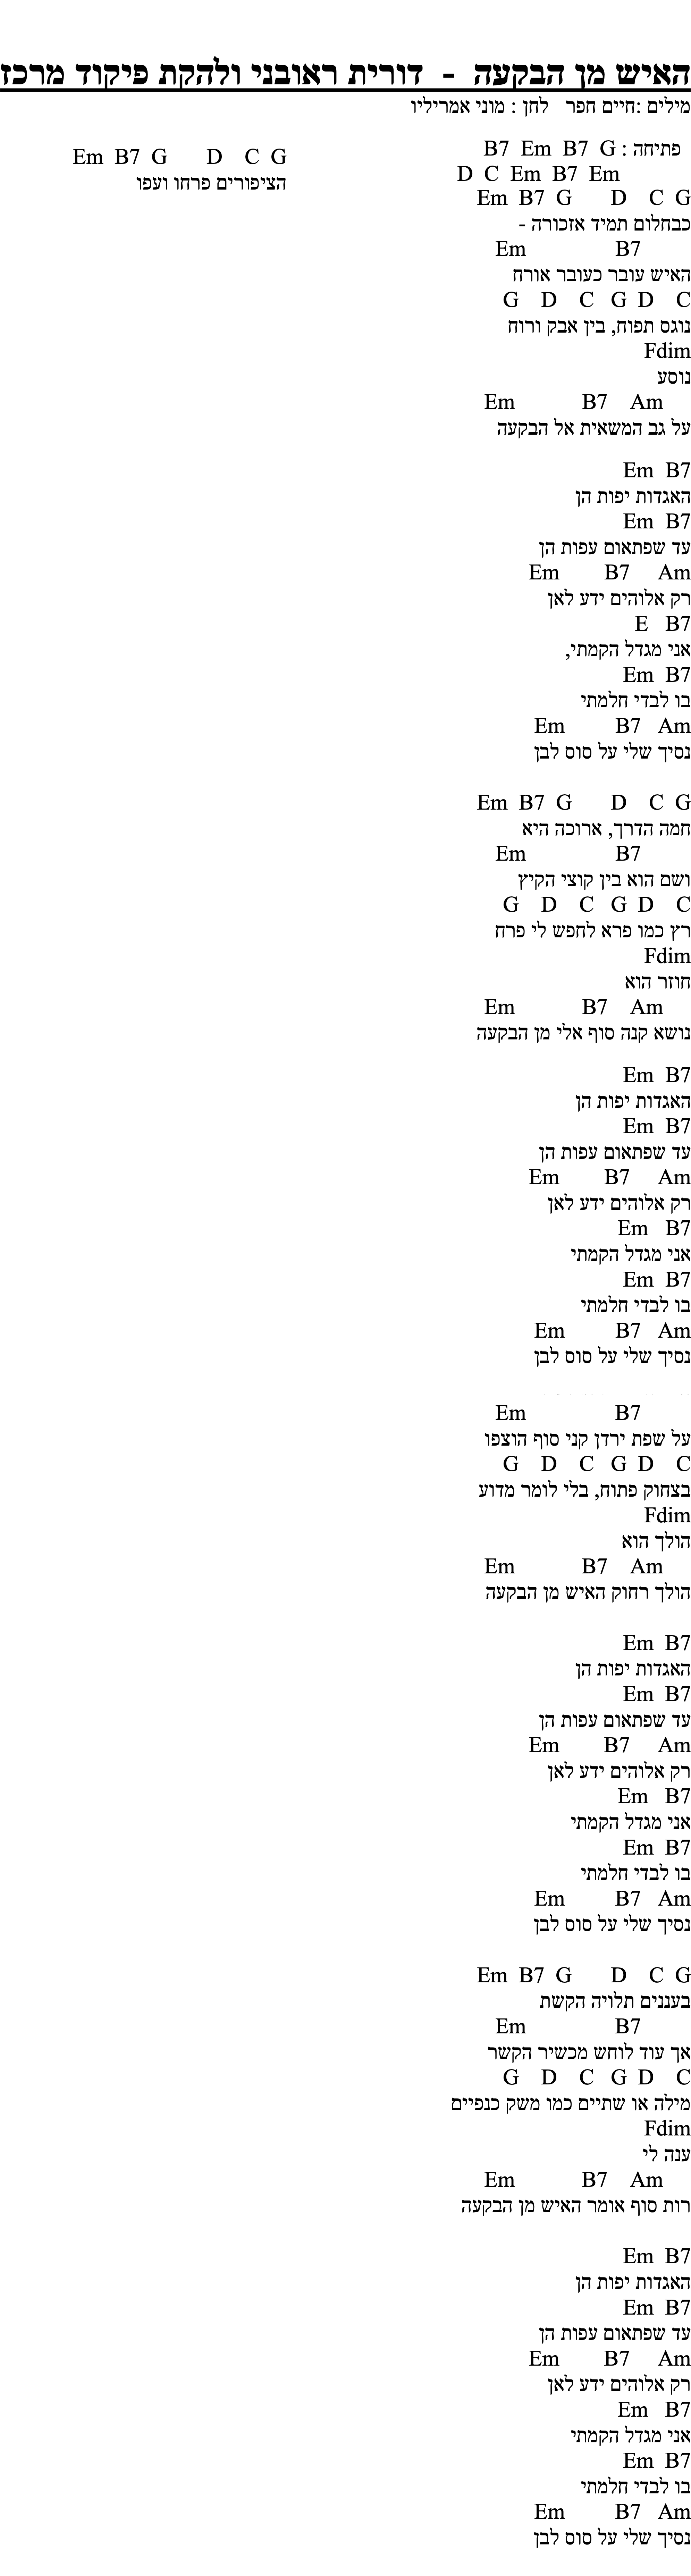 האיש מן הבקעה - דורית ראובני ולהקת פיקוד מרכז
מילים :חיים חפר לחן : מוני אמריליו
פתיחה : B7 Em B7 G
D C Em B7 Em
Em B7 G D C G
כבחלום תמיד אזכורה -
Em B7
האיש עובר כעובר אורח
G D C G D C
נוגס תפוח, בין אבק ורוח
Fdim
נוסע
Em B7 Am
על גב המשאית אל הבקעה
Em B7
האגדות יפות הן
Em B7
עד שפתאום עפות הן
Em B7 Am
רק אלוהים ידע לאן
E B7
אני מגדל הקמתי,
Em B7
בו לבדי חלמתי
Em B7 Am
נסיך שלי על סוס לבן
Em B7 G D C G
חמה הדרך, ארוכה היא
Em B7
ושם הוא בין קוצי הקיץ
G D C G D C
רץ כמו פרא לחפש לי פרח
Fdim
חוזר הוא
Em B7 Am
נושא קנה סוף אלי מן הבקעה
Em B7
האגדות יפות הן
Em B7
עד שפתאום עפות הן
Em B7 Am
רק אלוהים ידע לאן
Em B7
אני מגדל הקמתי
Em B7
בו לבדי חלמתי
Em B7 Am
נסיך שלי על סוס לבן
Em B7 G D C G
הציפורים פרחו ועפו
Em B7
על שפת ירדן קני סוף הוצפו
G D C G D C
בצחוק פתוח, בלי לומר מדוע
Fdim
הולך הוא
Em B7 Am
הולך רחוק האיש מן הבקעה
Em B7
האגדות יפות הן
Em B7
עד שפתאום עפות הן
Em B7 Am
רק אלוהים ידע לאן
Em B7
אני מגדל הקמתי
Em B7
בו לבדי חלמתי
Em B7 Am
נסיך שלי על סוס לבן
Em B7 G D C G
בעננים תלויה הקשת
Em B7
אך עוד לוחש מכשיר הקשר
G D C G D C
מילה או שתיים כמו משק כנפיים
Fdim
ענה לי
Em B7 Am
רות סוף אומר האיש מן הבקעה
Em B7
האגדות יפות הן
Em B7
עד שפתאום עפות הן
Em B7 Am
רק אלוהים ידע לאן
Em B7
אני מגדל הקמתי
Em B7
בו לבדי חלמתי
Em B7 Am
נסיך שלי על סוס לבן